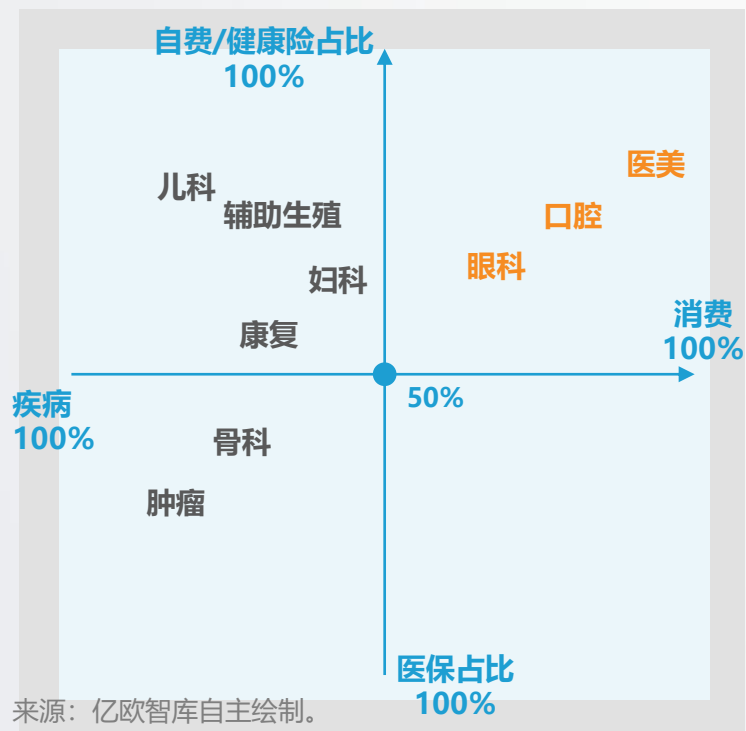 自费/健康险占比
100%
医美
儿科
辅助生殖
口腔
眼科
妇科
消费
100%
康复
50%
疾病
100%
骨科
肿瘤
医保占比
100%
来源：亿欧智库自主绘制。